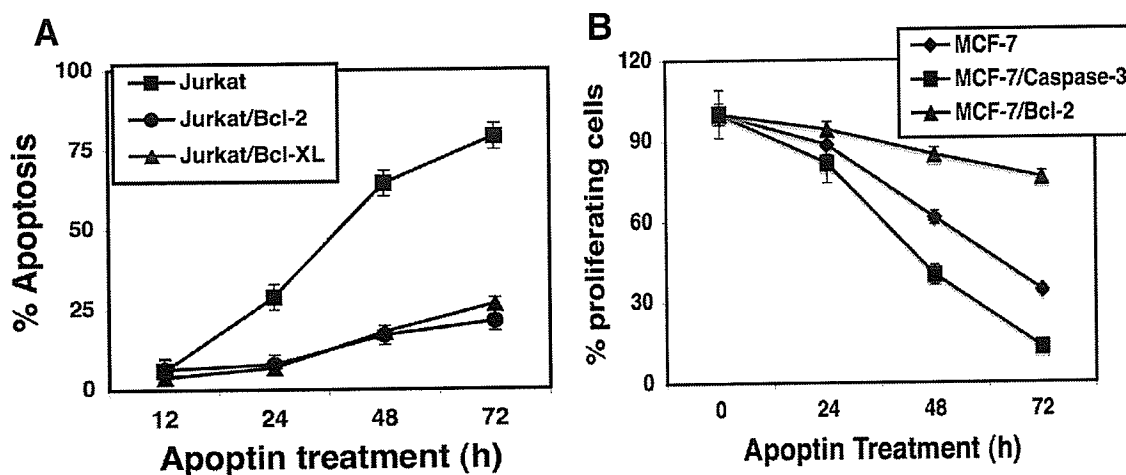 A
% Apoptosis
100
75
50
25
0
Jurkat
Jurkat/Bcl-2
Jurkat/Bcl-XL
12 24 48 72
Apoptin treatment (h)
B
% proliferating cells
120
90
60
30
0
MCF-7
MCF-7/Caspase-3
MCF-7/Bcl-2
0 24 48 72
Apoptin Treatment (h)